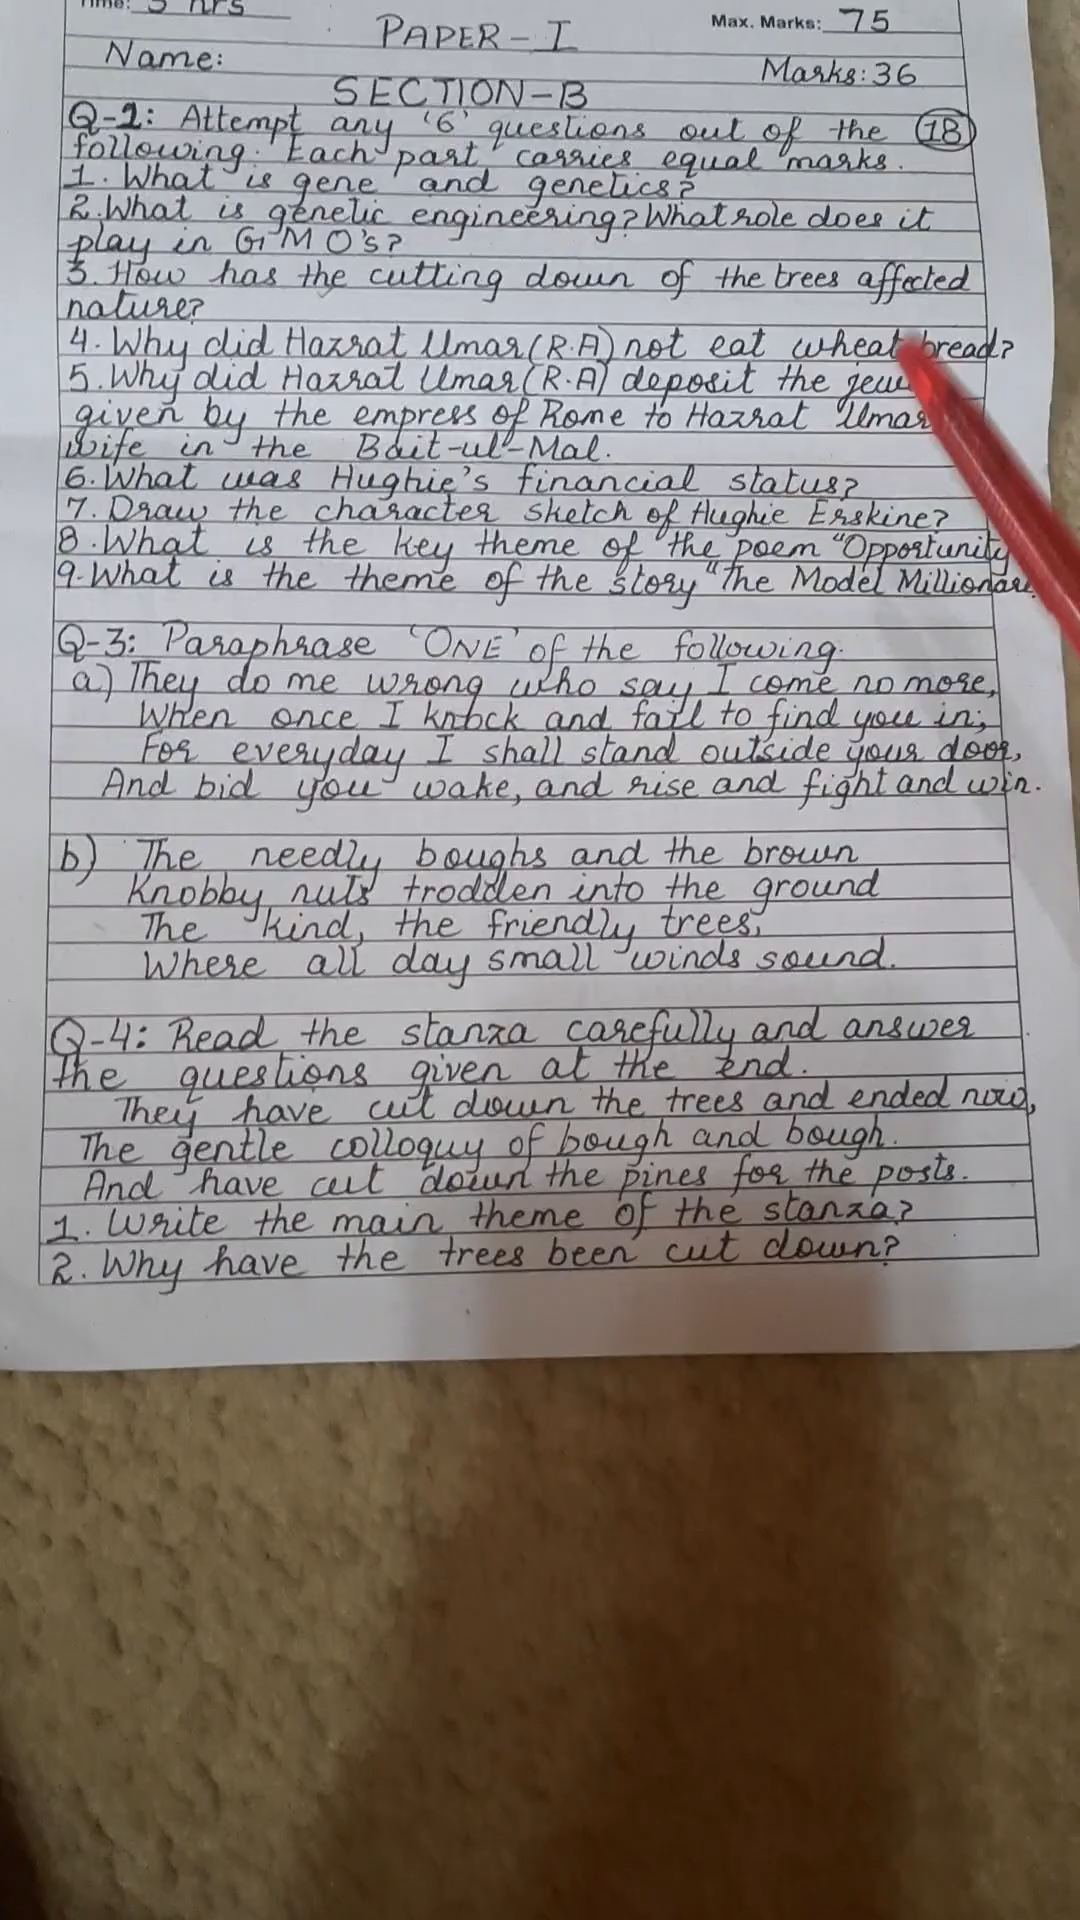 Time: 3 hrs
PAPER-I
Max. Marks: 75
Name:
Marks: 36
SECTION-B
Q-2: Attempt any '6' questions out of the (18)
following. Each part carries equal marks.
1. What is gene and genetics?
2. What is genetic engineering? What role does it
play in GMO's?
3. How has the cutting down of the trees affected
nature?
4. Why did Hazrat Umar (R.A) not eat wheat bread?
5. Why did Hazrat Umar (R.A) deposit the
given by the empress of Rome to Hazrat Umar
wife in the Bait-ul-Mal.
6. What was Hughie's financial status?
7. Draw the character sketch of Hughie Erskine?
8. What is the key theme of the poem "Opportunity
9. What is the theme of the story "The Model Millionare
Q-3: Paraphrase 'ONE' of the following.
a) They do me wrong who say I come no more,
When once I knock and fail to find you in;
For everyday I shall stand outside your door,
And bid you wake, and rise and fight and win.
b) The needly boughs and the brown
Knobby nuts trodden into the ground
The kind, the friendly trees,
Where all day small winds sound.
Q-4: Read the stanza carefully and answer
the questions given at the end.
They have cut down the trees and ended now,
The gentle colloquy of bough and bough.
And have cut down the pines for the posts.
1. Write the main theme of the stanza?
2. Why have the trees been cut down?